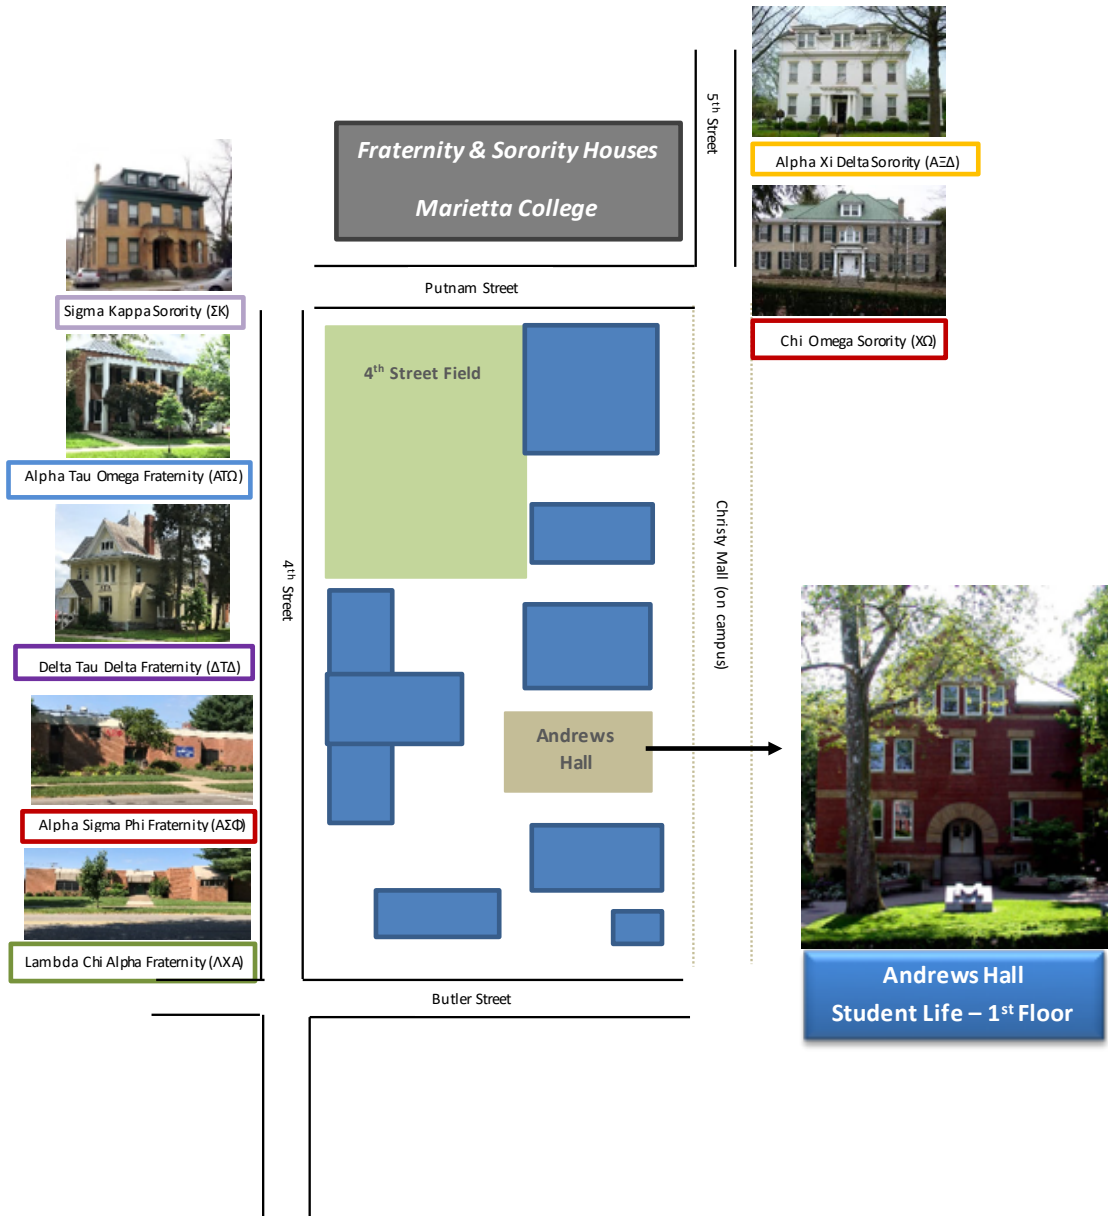 Fraternity & Sorority Houses
Marietta College
5th Street
Alpha Xi Delta Sorority (ΑΞΔ)
Sigma Kappa Sorority (ΣΚ)
Putnam Street
Chi Omega Sorority (ΧΩ)
4th Street Field
Alpha Tau Omega Fraternity (ΑΤΩ)
4th Street
Christy Mall (on campus)
Delta Tau Delta Fraternity (ΔΤΔ)
Andrews
Hall
Alpha Sigma Phi Fraternity (ΑΣΦ)
Lambda Chi Alpha Fraternity (ΛΧΑ)
Butler Street
Andrews Hall
Student Life – 1st Floor